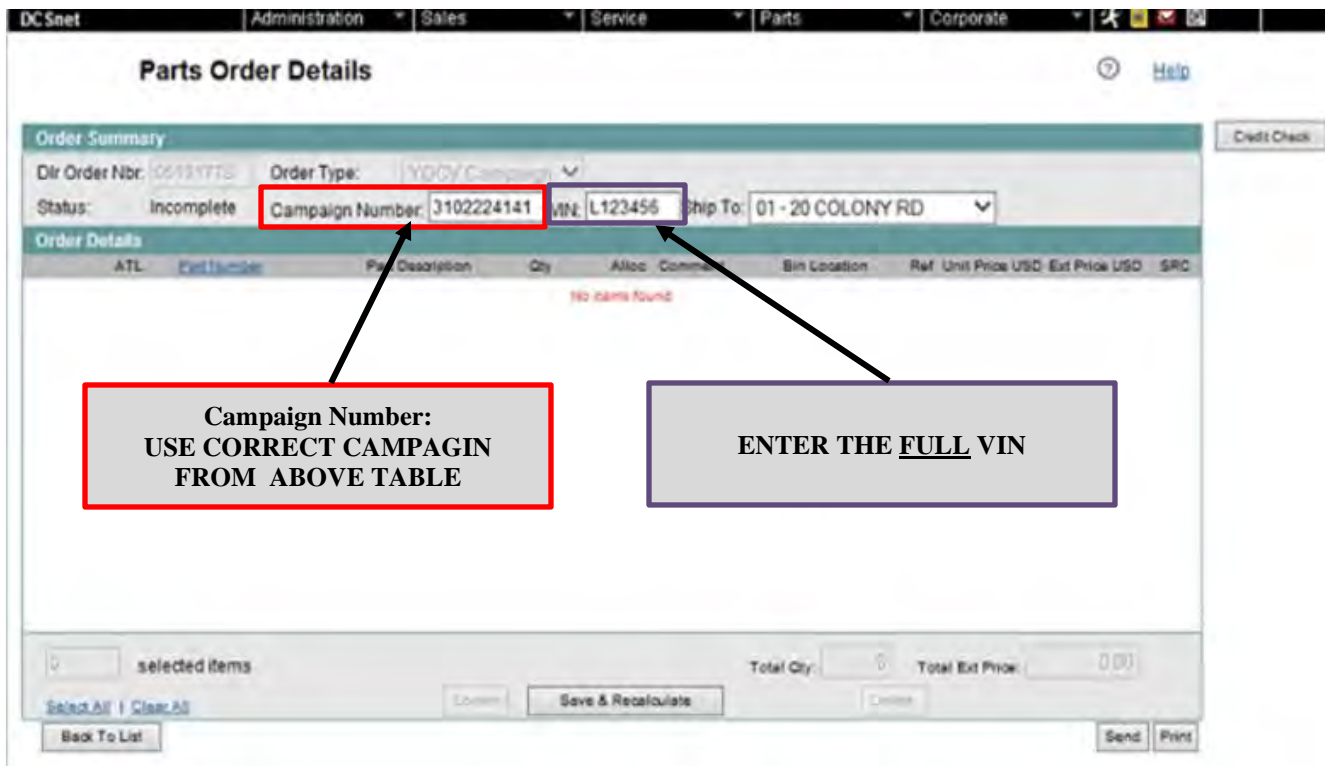 DCSnet Administration Sales Service Parts Corporate
Parts Order Details
Help
Order Summary
Credit Check
Dlr Order Nbr: Order Type: YOCV Campaign
Status: Incomplete Campaign Number: 3102224141 VIN: L123456 Ship To: 01 - 20 COLONY RD
Order Details
ATL Part Number Part Description Qty Alloc Comment Bin Location Ref Unit Price USD Ext Price USD SRC
No items found
Campaign Number:
USE CORRECT CAMPAGIN
FROM ABOVE TABLE
ENTER THE FULL VIN
0 selected items Total Qty: 0 Total Ext Price: 0.00
Select All | Clear All Save & Recalculate
Back To List Send Print